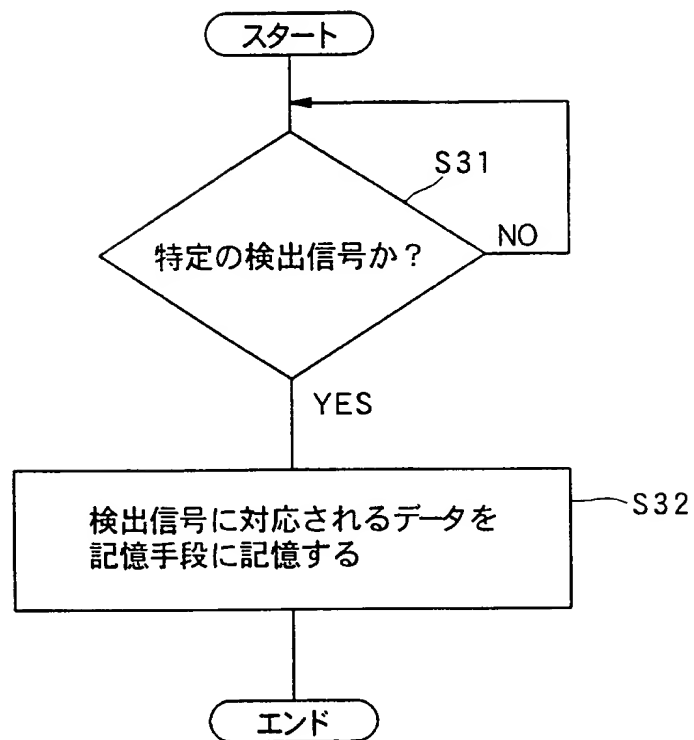 スタート
S31
特定の検出信号か?
NO
YES
検出信号に対応されるデータを
記憶手段に記憶する
S32
エンド